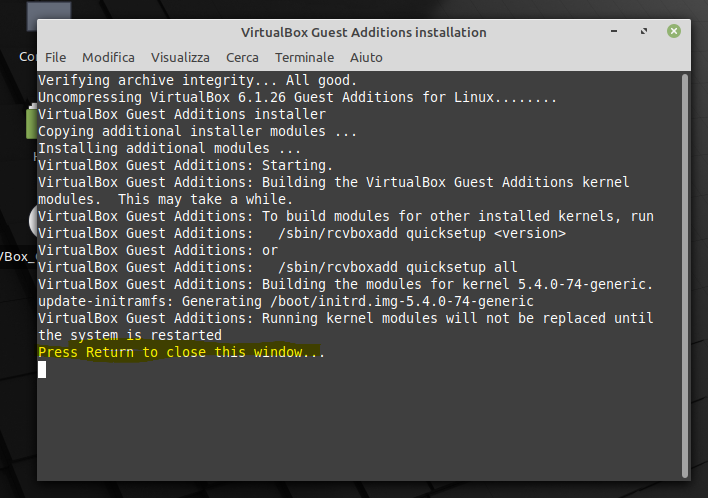 VirtualBox Guest Additions installation
File Modifica Visualizza Cerca Terminale Aiuto
Verifying archive integrity... All good.
Uncompressing VirtualBox 6.1.26 Guest Additions for Linux........
VirtualBox Guest Additions installer
Copying additional installer modules ...
Installing additional modules ...
VirtualBox Guest Additions: Starting.
VirtualBox Guest Additions: Building the VirtualBox Guest Additions kernel
modules.  This may take a while.
VirtualBox Guest Additions: To build modules for other installed kernels, run
VirtualBox Guest Additions:   /sbin/rcvboxadd quicksetup <version>
VirtualBox Guest Additions: or
VirtualBox Guest Additions:   /sbin/rcvboxadd quicksetup all
VirtualBox Guest Additions: Building the modules for kernel 5.4.0-74-generic.
update-initramfs: Generating /boot/initrd.img-5.4.0-74-generic
VirtualBox Guest Additions: Running kernel modules will not be replaced until
the system is restarted
Press Return to close this window...